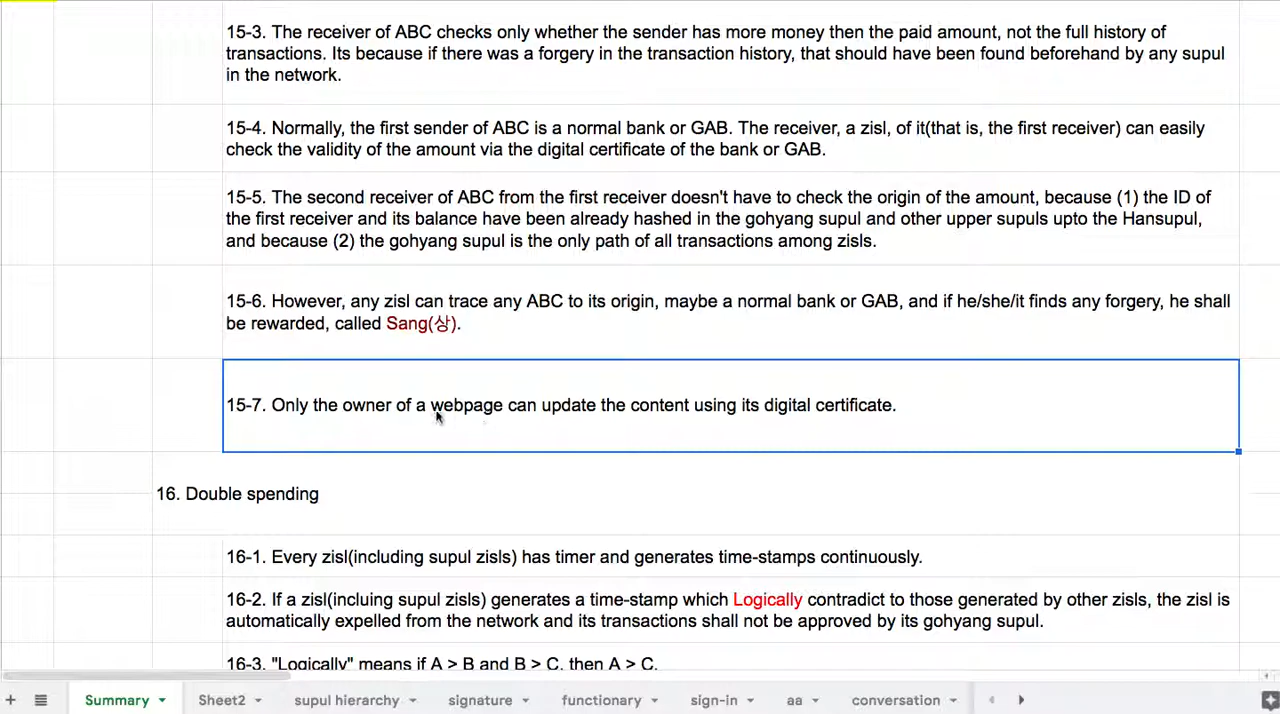 15-3. The receiver of ABC checks only whether the sender has more money then the paid amount, not the full history of
transactions. Its because if there was a forgery in the transaction history, that should have been found beforehand by any supul
in the network.
15-4. Normally, the first sender of ABC is a normal bank or GAB. The receiver, a zisl, of it(that is, the first receiver) can easily
check the validity of the amount via the digital certificate of the bank or GAB.
15-5. The second receiver of ABC from the first receiver doesn't have to check the origin of the amount, because (1) the ID of
the first receiver and its balance have been already hashed in the gohyang supul and other upper supuls upto the Hansupul,
and because (2) the gohyang supul is the only path of all transactions among zisls.
15-6. However, any zisl can trace any ABC to its origin, maybe a normal bank or GAB, and if he/she/it finds any forgery, he shall
be rewarded, called Sang(상).
15-7. Only the owner of a webpage can update the content using its digital certificate.
16. Double spending
16-1. Every zisl(including supul zisls) has timer and generates time-stamps continuously.
16-2. If a zisl(incluing supul zisls) generates a time-stamp which Logically contradict to those generated by other zisls, the zisl is
automatically expelled from the network and its transactions shall not be approved by its gohyang supul.
16-3. "Logically" means if A > B and B > C, then A > C.
+ Summary Sheet2 supul hierarchy signature functionary sign-in aa conversation